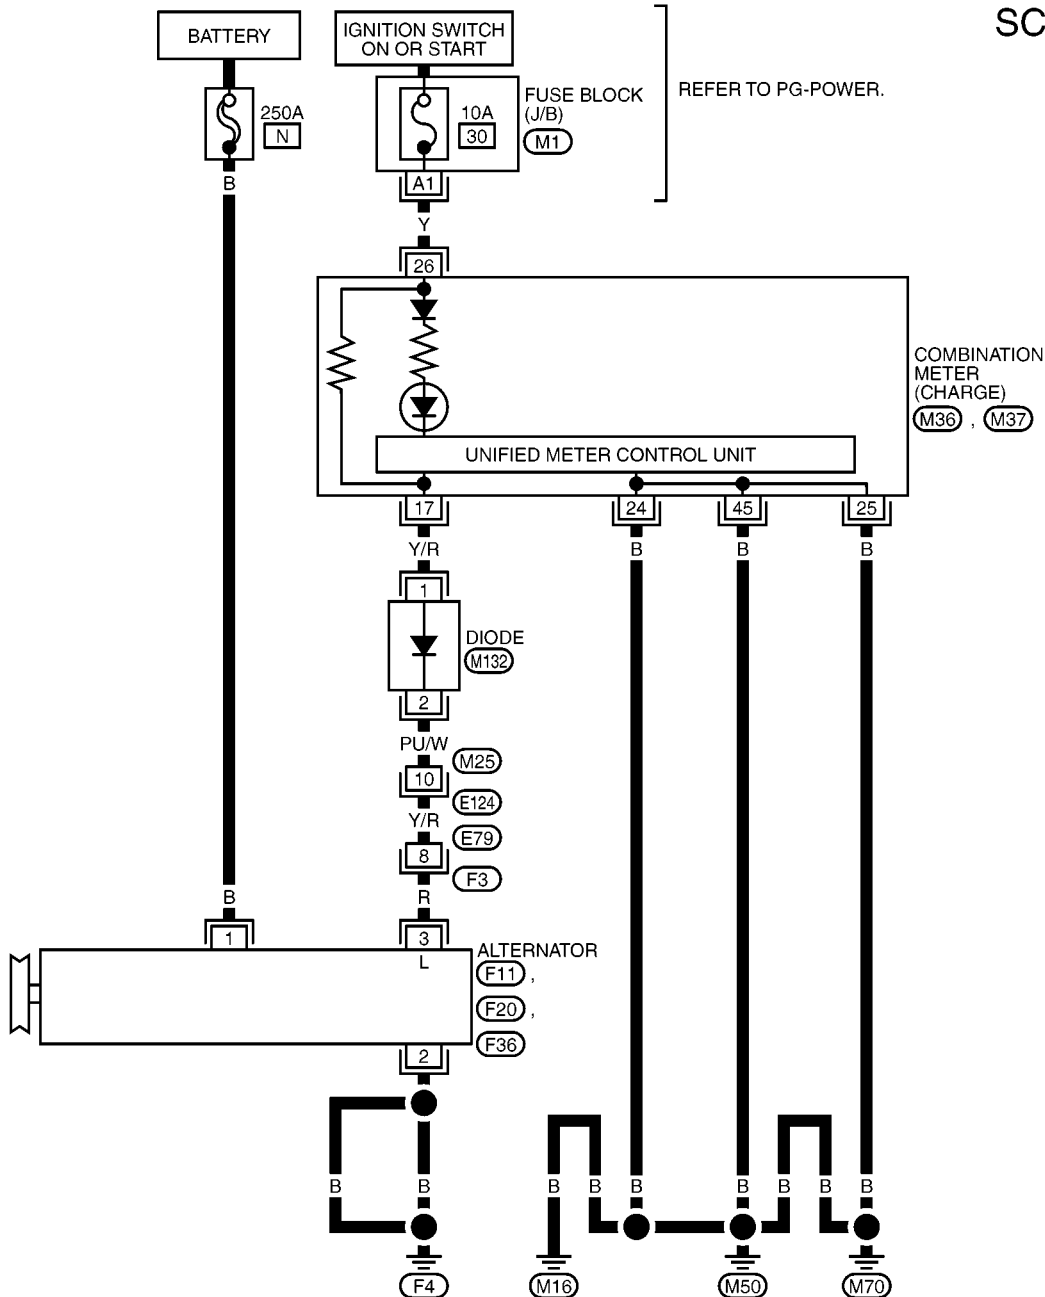 SC
BATTERY
IGNITION SWITCH
ON OR START
REFER TO PG-POWER.
250A
N
10A
30
FUSE BLOCK
(J/B)
M1
A1
B
Y
26
COMBINATION
METER
(CHARGE)
M36 , M37
UNIFIED METER CONTROL UNIT
17
24
45
25
Y/R
B
B
B
1
DIODE
M132
2
PU/W
M25
10
E124
Y/R
E79
8
F3
B
R
1
3
L
ALTERNATOR
F11 ,
F20 ,
F36
2
B
B
B
B
B
B
B
B
B
F4
M16
M50
M70